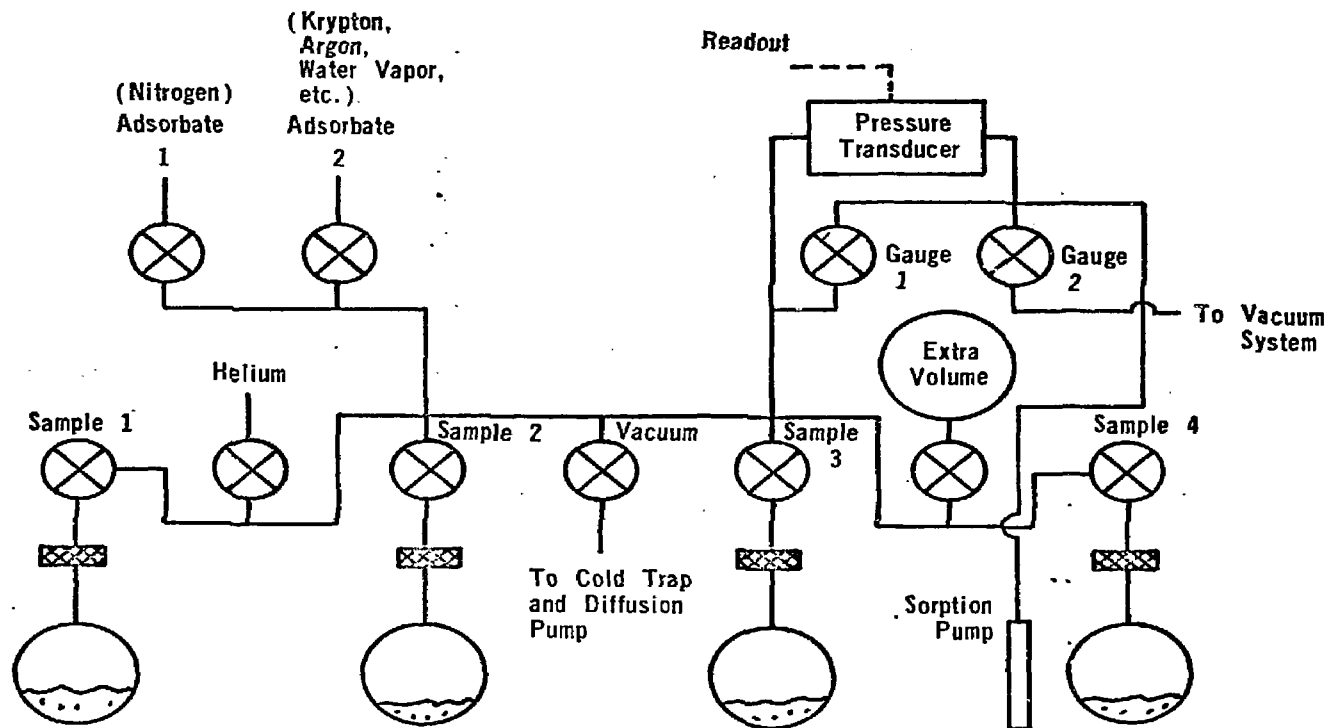 (Nitrogen)
Adsorbate
1
(Krypton,
Argon,
Water Vapor,
etc.)
Adsorbate
2
Readout
Pressure
Transducer
Gauge
1
Gauge
2
To Vacuum
System
Extra
Volume
Helium
Sample 1
Sample 2
Vacuum
Sample
3
Sample 4
To Cold Trap
and Diffusion
Pump
Sorption
Pump